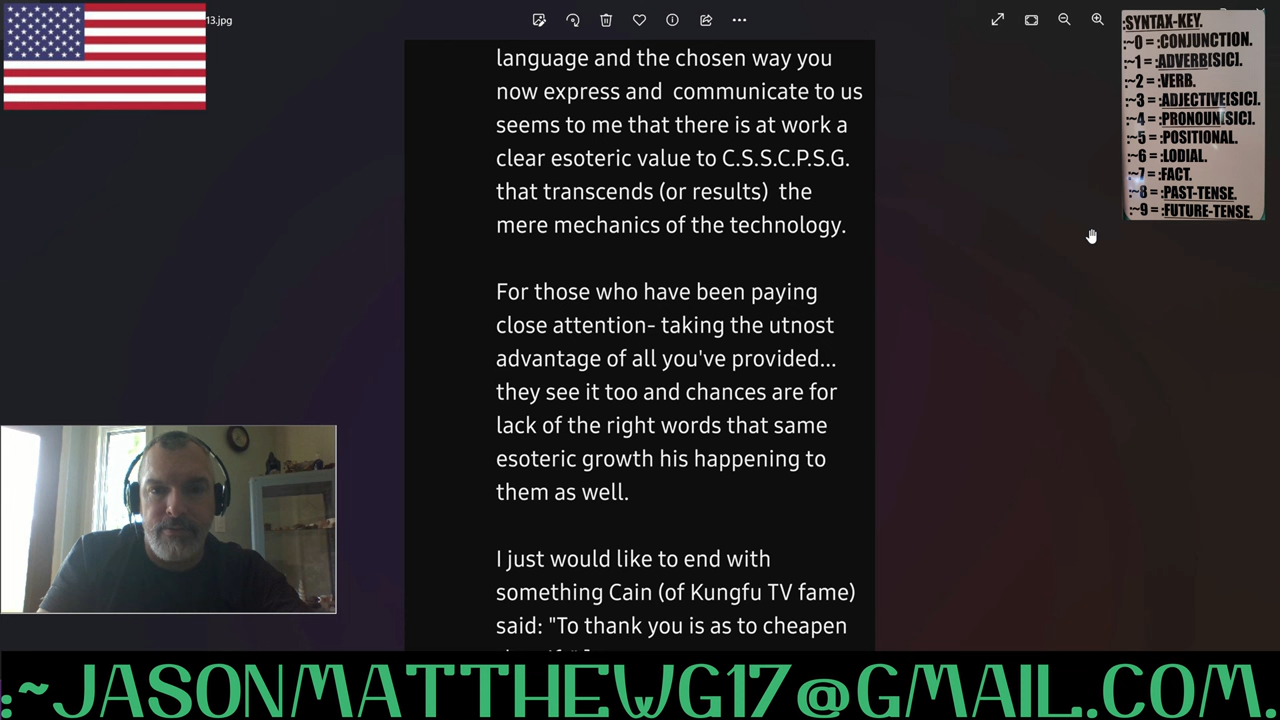 13.jpg
:SYNTAX-KEY.
:~0 = :CONJUNCTION.
:~1 = :ADVERB[SIC].
:~2 = :VERB.
:~3 = :ADJECTIVE[SIC].
:~4 = :PRONOUN[SIC].
:~5 = :POSITIONAL.
:~6 = :LODIAL.
:~7 = :FACT.
:~8 = :PAST-TENSE.
:~9 = :FUTURE-TENSE.
language and the chosen way you
now express and  communicate to us
seems to me that there is at work a
clear esoteric value to C.S.S.C.P.S.G.
that transcends (or results)  the
mere mechanics of the technology.
For those who have been paying
close attention- taking the utnost
advantage of all you've provided...
they see it too and chances are for
lack of the right words that same
esoteric growth his happening to
them as well.
I just would like to end with
something Cain (of Kungfu TV fame)
said: "To thank you is as to cheapen
:~JASONMATTHEWG17@GMAIL.COM.